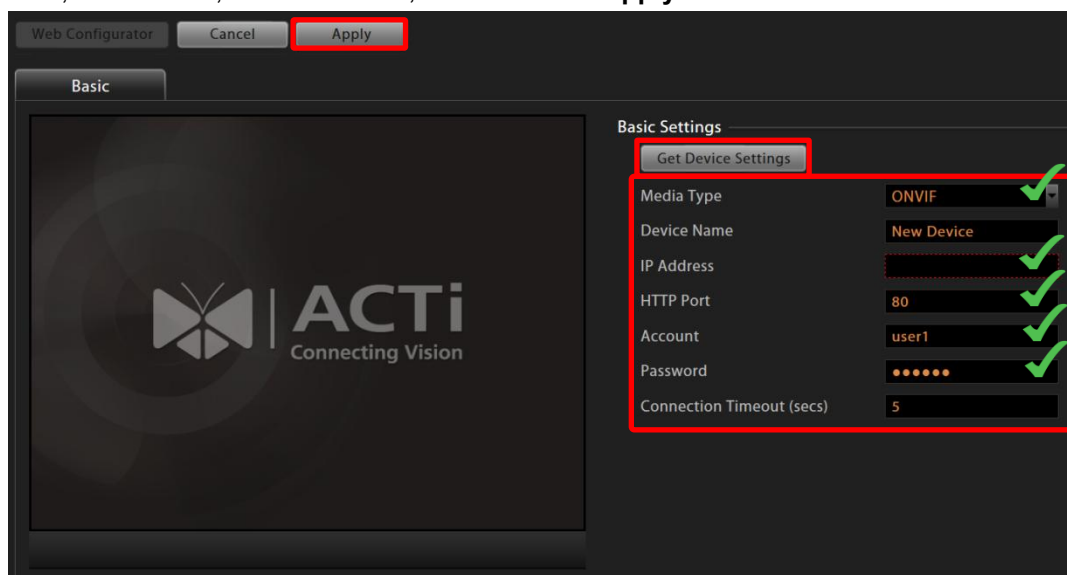 Apply
Web Configurator Cancel Apply
Basic
Basic Settings
Get Device Settings
Media Type ONVIF
Device Name New Device
IP Address
HTTP Port 80
Account user1
Password ●●●●●●
Connection Timeout (secs) 5
ACTi
Connecting Vision